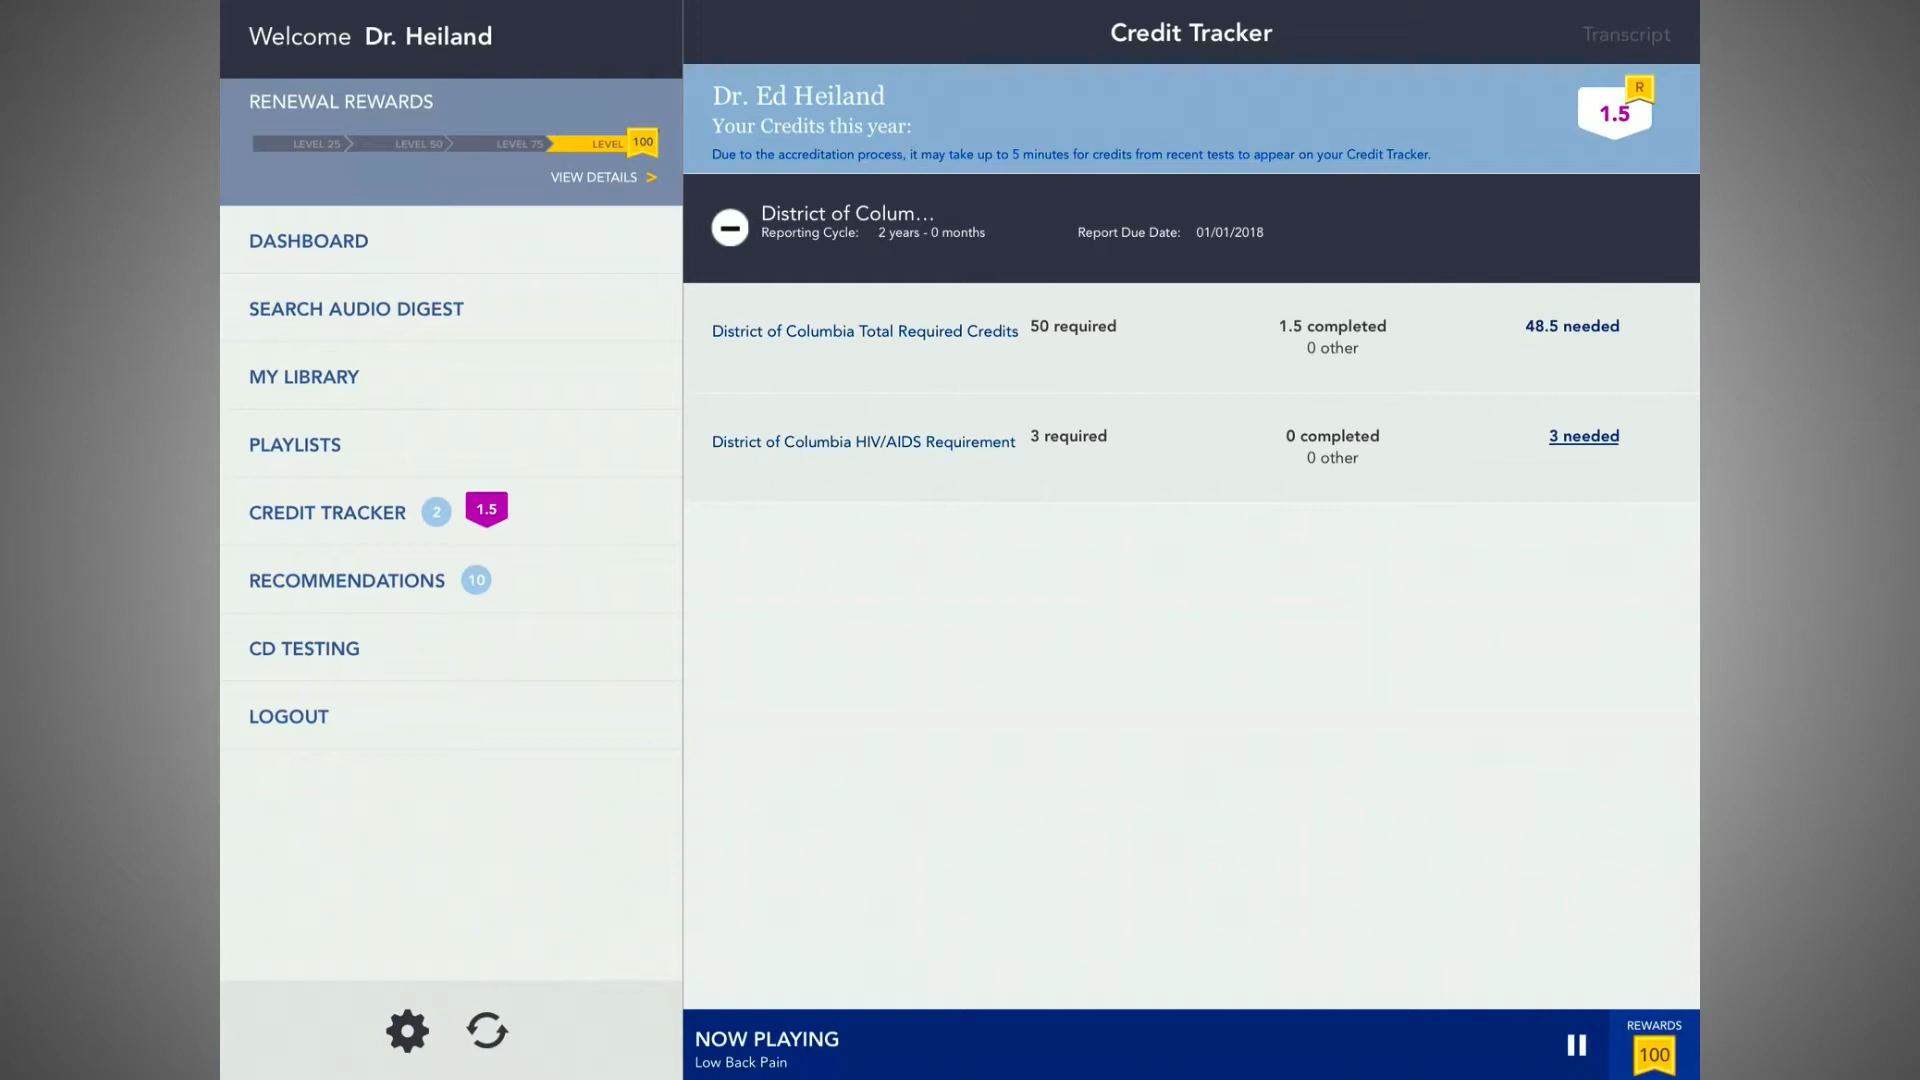 Welcome Dr. Heiland
RENEWAL REWARDS
LEVEL 25 LEVEL 50 LEVEL 75 LEVEL 100
VIEW DETAILS >
DASHBOARD
SEARCH AUDIO DIGEST
MY LIBRARY
PLAYLISTS
CREDIT TRACKER 2 1.5
RECOMMENDATIONS 10
CD TESTING
LOGOUT
Credit Tracker
Transcript
Dr. Ed Heiland
Your Credits this year:
Due to the accreditation process, it may take up to 5 minutes for credits from recent tests to appear on your Credit Tracker.
R
1.5
District of Colum...
Reporting Cycle: 2 years - 0 months Report Due Date: 01/01/2018
District of Columbia Total Required Credits 50 required 1.5 completed 48.5 needed
0 other
District of Columbia HIV/AIDS Requirement 3 required 0 completed 3 needed
0 other
NOW PLAYING
Low Back Pain
REWARDS
100